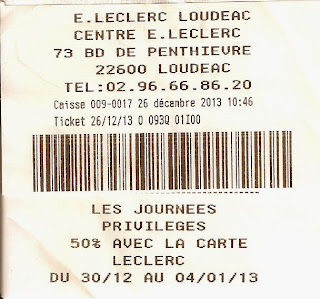 E.LECLERC LOUDEAC
CENTRE E.LECLERC
73 BD DE PENTHIEVRE
22600 LOUDEAC
TEL:02.96.66.86.20
Caisse 009-0017 26 décembre 2013 10:46
Ticket 26/12/13 0 093Q 01I00
LES JOURNEES
PRIVILEGES
50% AVEC LA CARTE
LECLERC
DU 30/12 AU 04/01/13